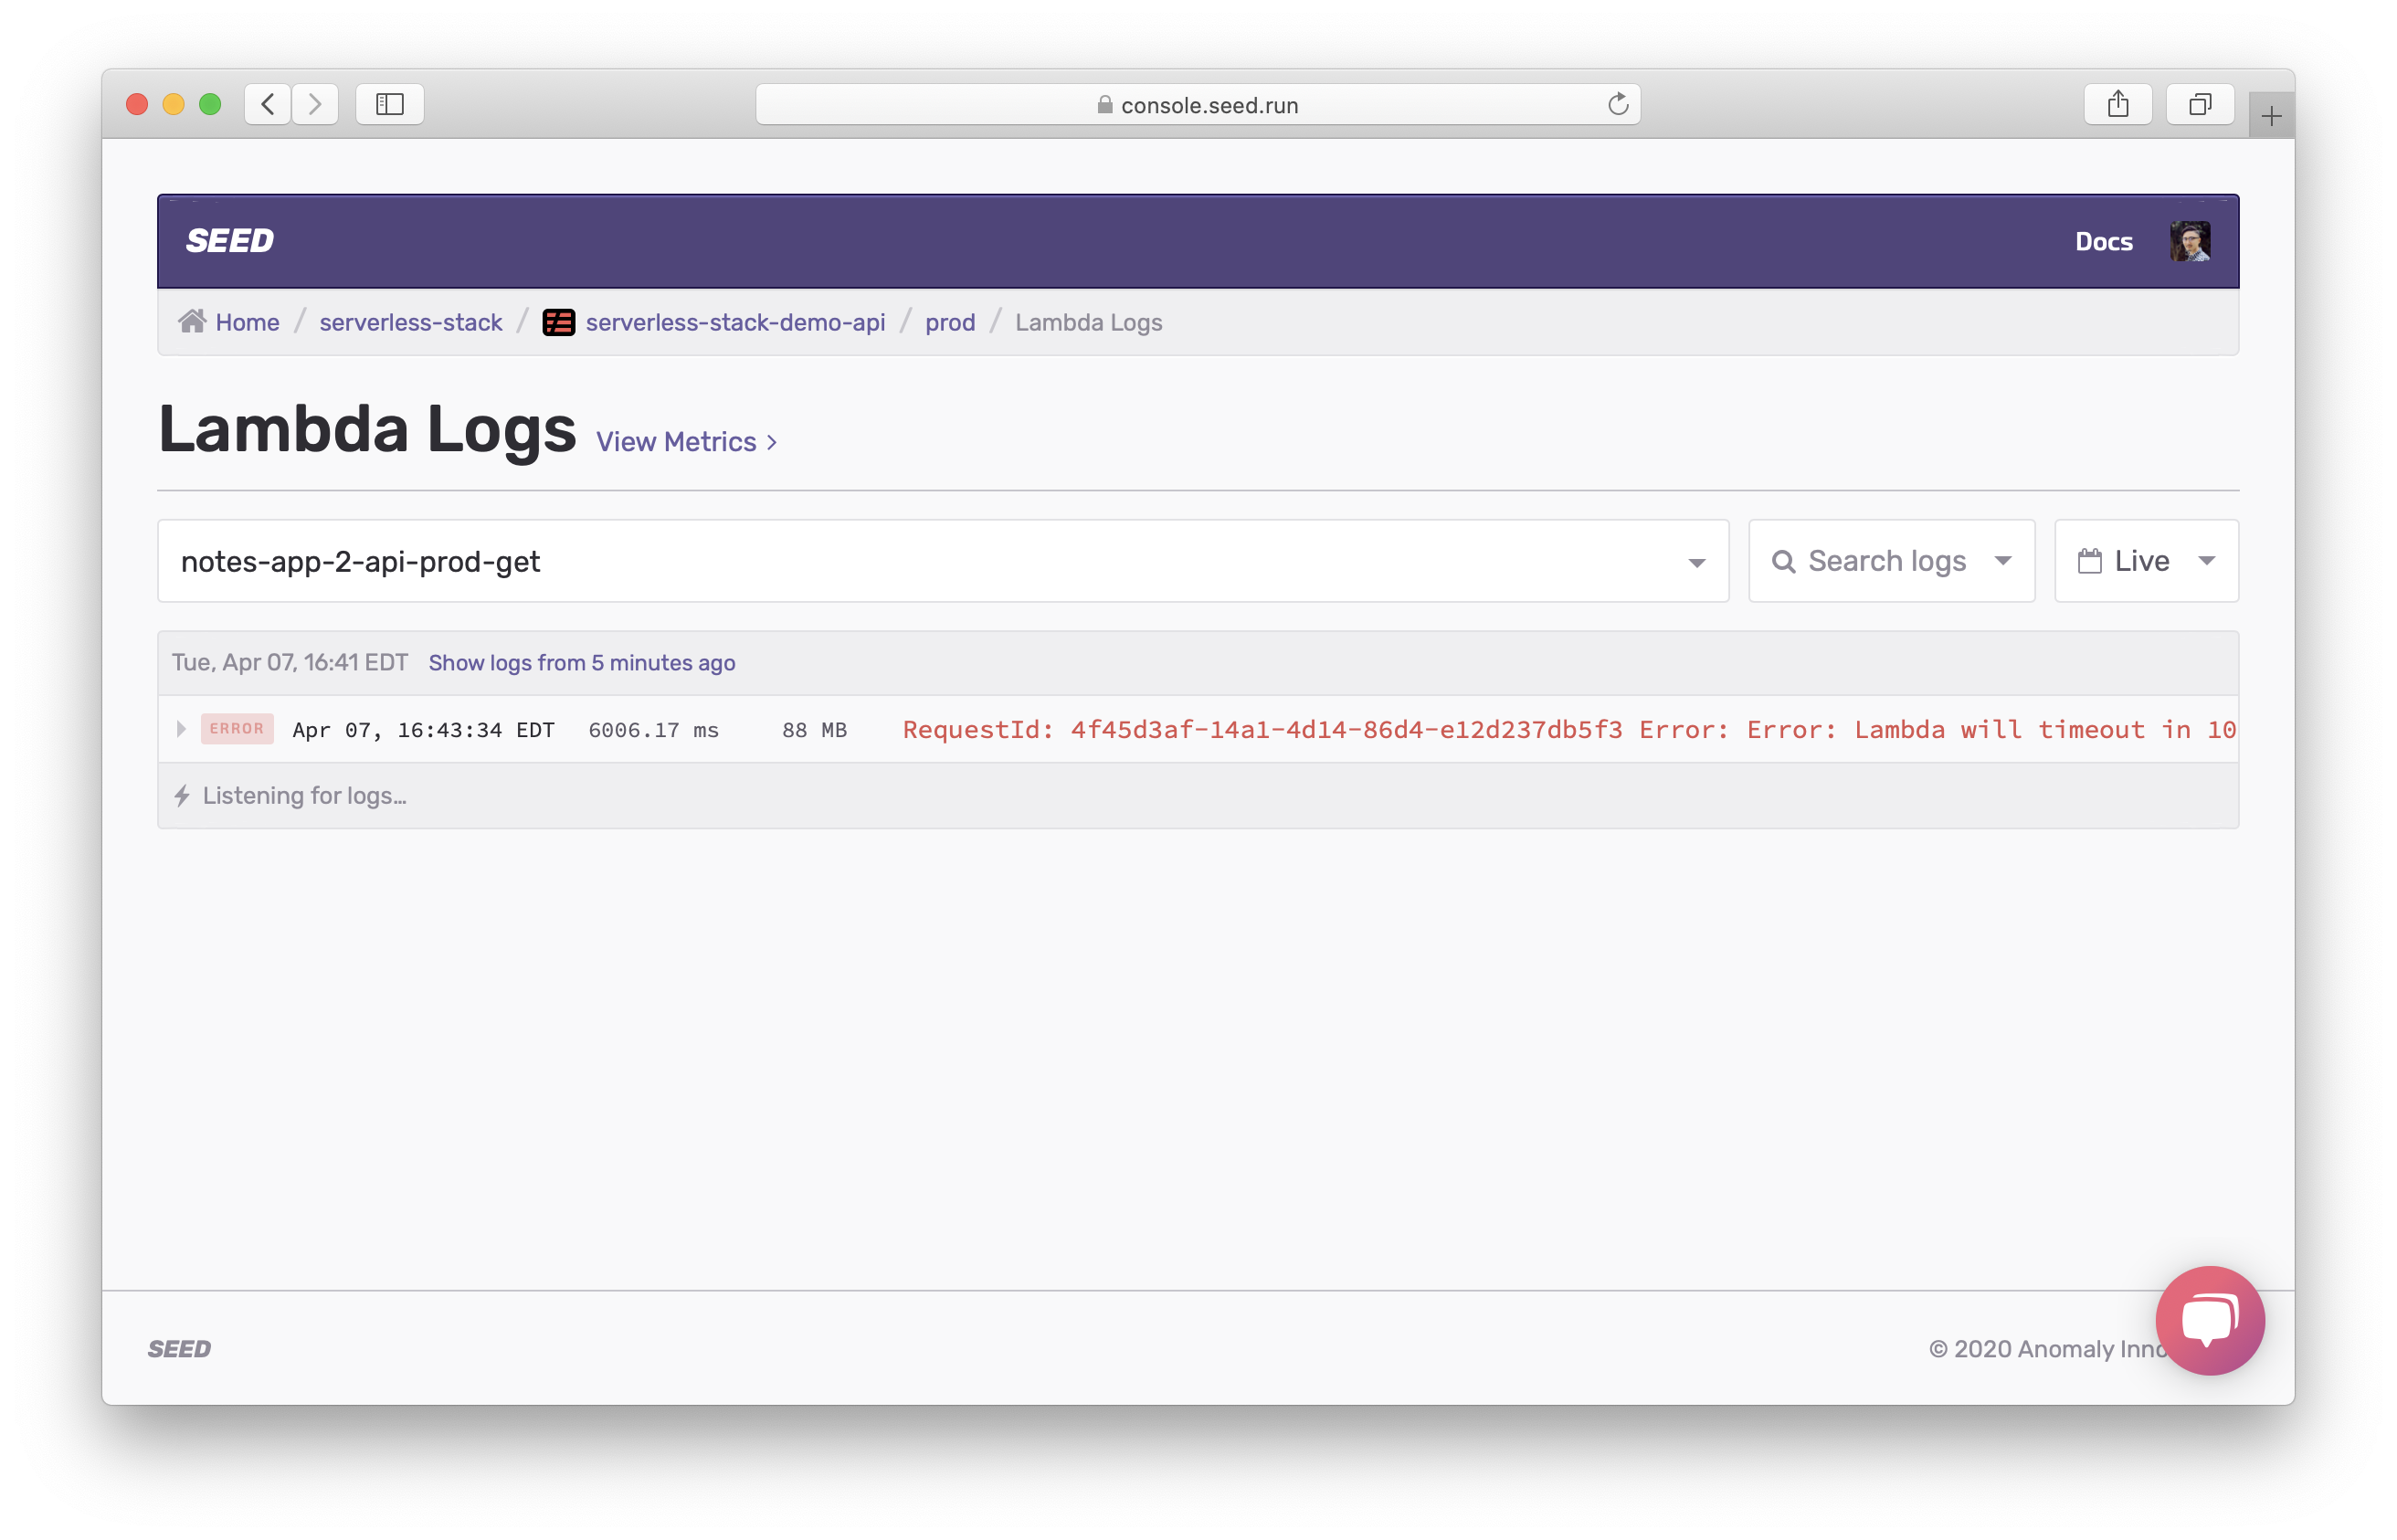 console.seed.run
SEED Docs
Home / serverless-stack / serverless-stack-demo-api / prod / Lambda Logs
Lambda Logs View Metrics >
notes-app-2-api-prod-get Search logs Live
Tue, Apr 07, 16:41 EDT Show logs from 5 minutes ago
ERROR Apr 07, 16:43:34 EDT 6006.17 ms 88 MB RequestId: 4f45d3af-14a1-4d14-86d4-e12d237db5f3 Error: Error: Lambda will timeout in 10
Listening for logs…
SEED © 2020 Anomaly